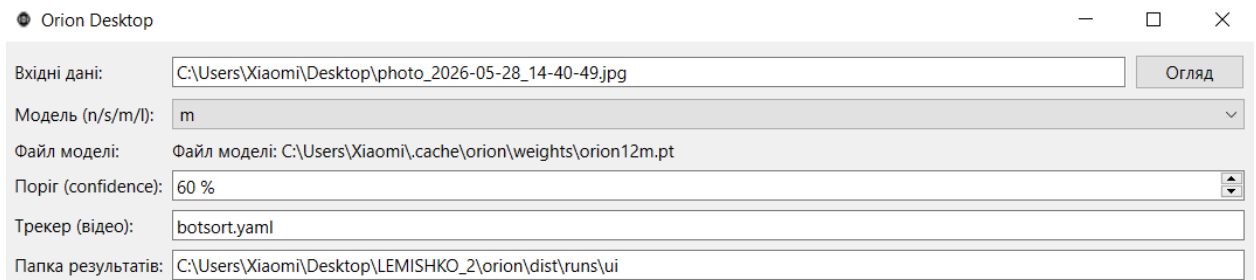 Orion Desktop
Вхідні дані: C:\Users\Xiaomi\Desktop\photo_2026-05-28_14-40-49.jpg Огляд
Модель (n/s/m/l): m
Файл моделі: Файл моделі: C:\Users\Xiaomi\.cache\orion\weights\orion12m.pt
Поріг (confidence): 60 %
Трекер (відео): botsort.yaml
Папка результатів: C:\Users\Xiaomi\Desktop\LEMISHKO_2\orion\dist\runs\ui